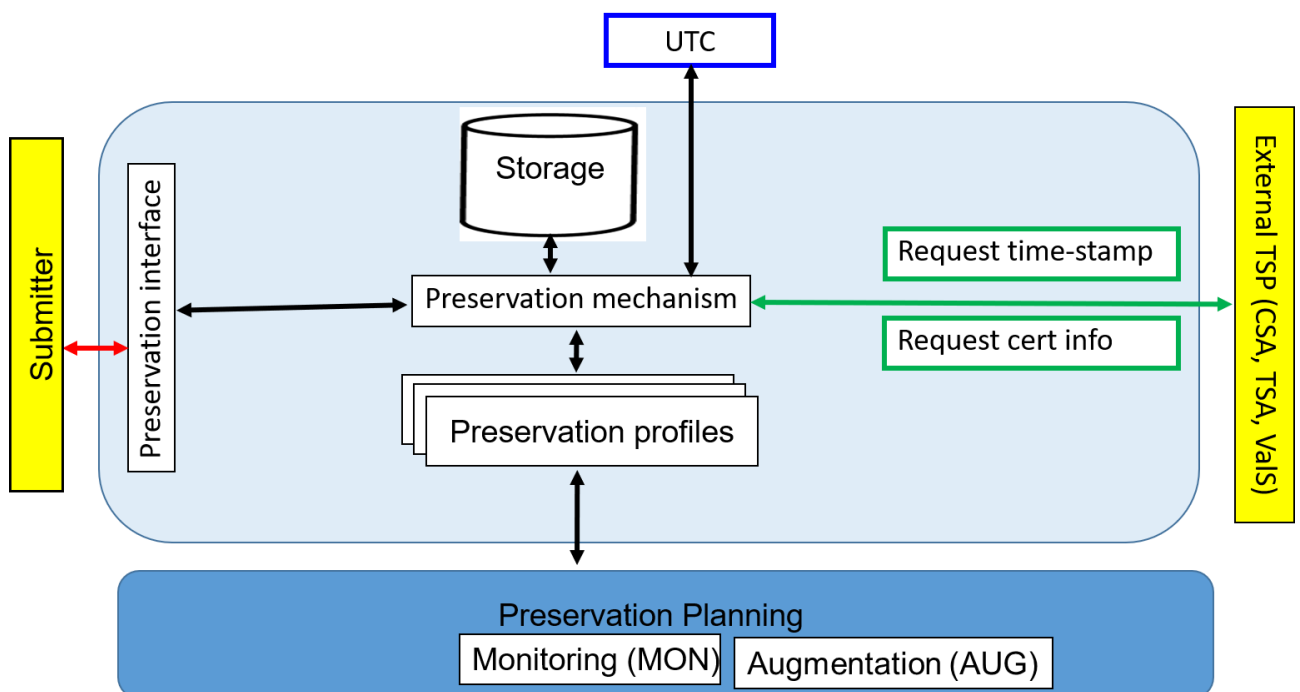 UTC
Storage
Submitter
Preservation interface
Preservation mechanism
Request time-stamp
Request cert info
External TSP (CSA, TSA, ValS)
Preservation profiles
Preservation Planning
Monitoring (MON)
Augmentation (AUG)